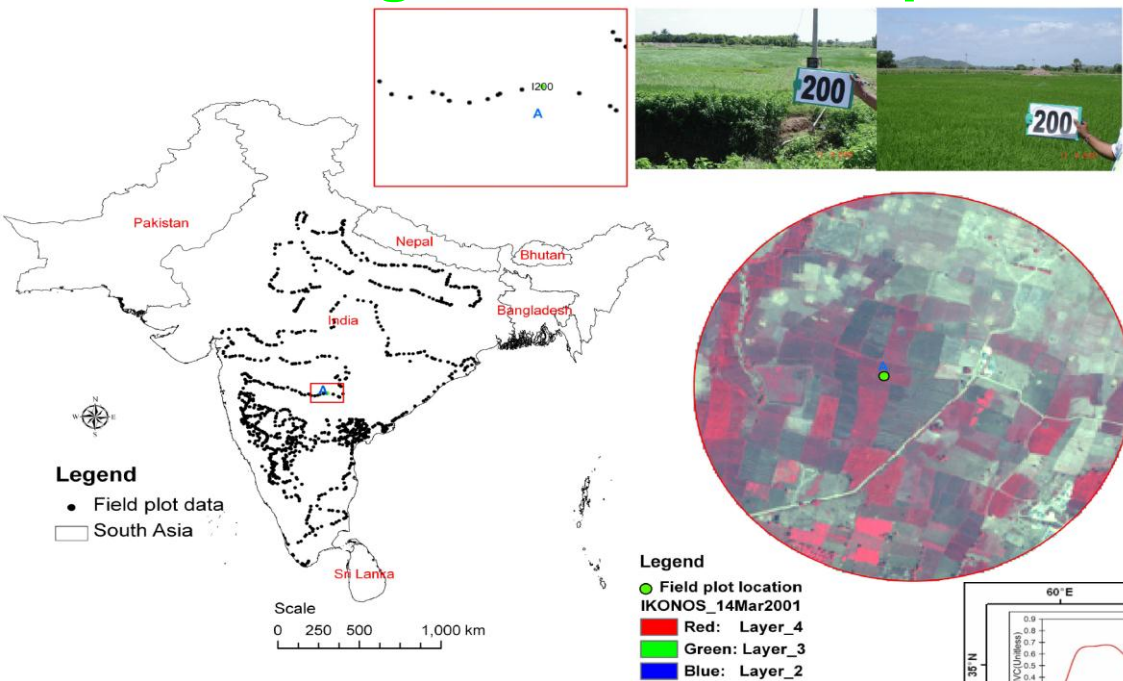 I200
A
200
200
Pakistan
Nepal
Bhutan
India
Bangladesh
A
N
W
E
S
Legend
Field plot data
South Asia
Sri Lanka
Scale
0 250 500 1,000 km
Legend
Field plot location
IKONOS_14Mar2001
Red: Layer_4
Green: Layer_3
Blue: Layer_2
60°E
35°N
0.9
0.8
0.7
0.6
0.5
0.4